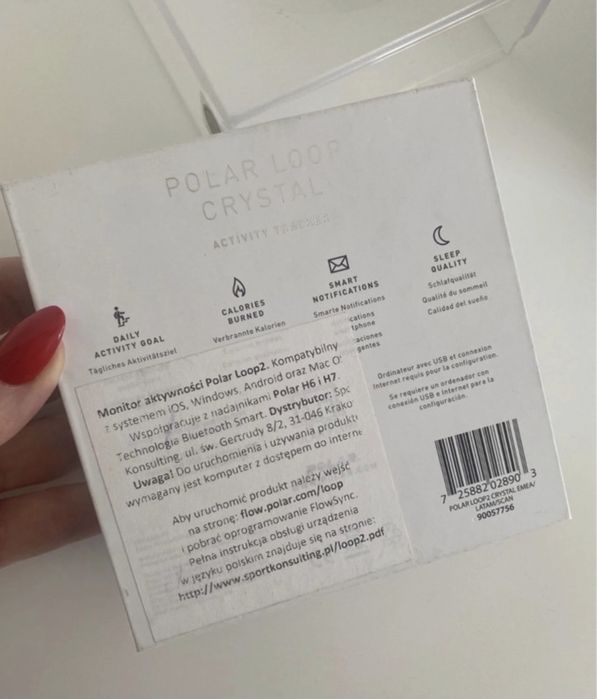 POLAR LOOP
CRYSTAL
ACTIVITY TRACKER
DAILY
ACTIVITY GOAL
Tägliches Aktivitätsziel
CALORIES
BURNED
Verbrannte Kalorien
SMART
NOTIFICATIONS
Smarte Notifications
SLEEP
QUALITY
Schlafqualität
Qualité du sommeil
Calidad del sueño
Ordinateur avec USB et connexion
Internet requis pour la configuration.
Se requiere un ordenador con
conexión USB e Internet para la
configuración.
Monitor aktywności Polar Loop2. Kompatybilny
z systemem iOS, Windows, Android oraz Mac
Współpracuje z nadajnikami Polar H6 i H7.
Technologie Bluetooth Smart. Dystrybutor:
Konsulting, ul. św. Gertrudy 8/2, 31-046
Uwaga! Do uruchomienia i używania
wymagany jest komputer z dostępem do
Aby uruchomić produkt należy wejść
na stronę: flow.polar.com/loop
i pobrać oprogramowanie FlowSync.
Pełna instrukcja obsługi urządzenia
w języku polskim znajduje się na stronie:
http://www.sportkonsulting.pl/loop2.pdf
7 25882 02890 3
POLAR LOOP2 CRYSTAL EMEA/
LATAM/SCAN
90057756